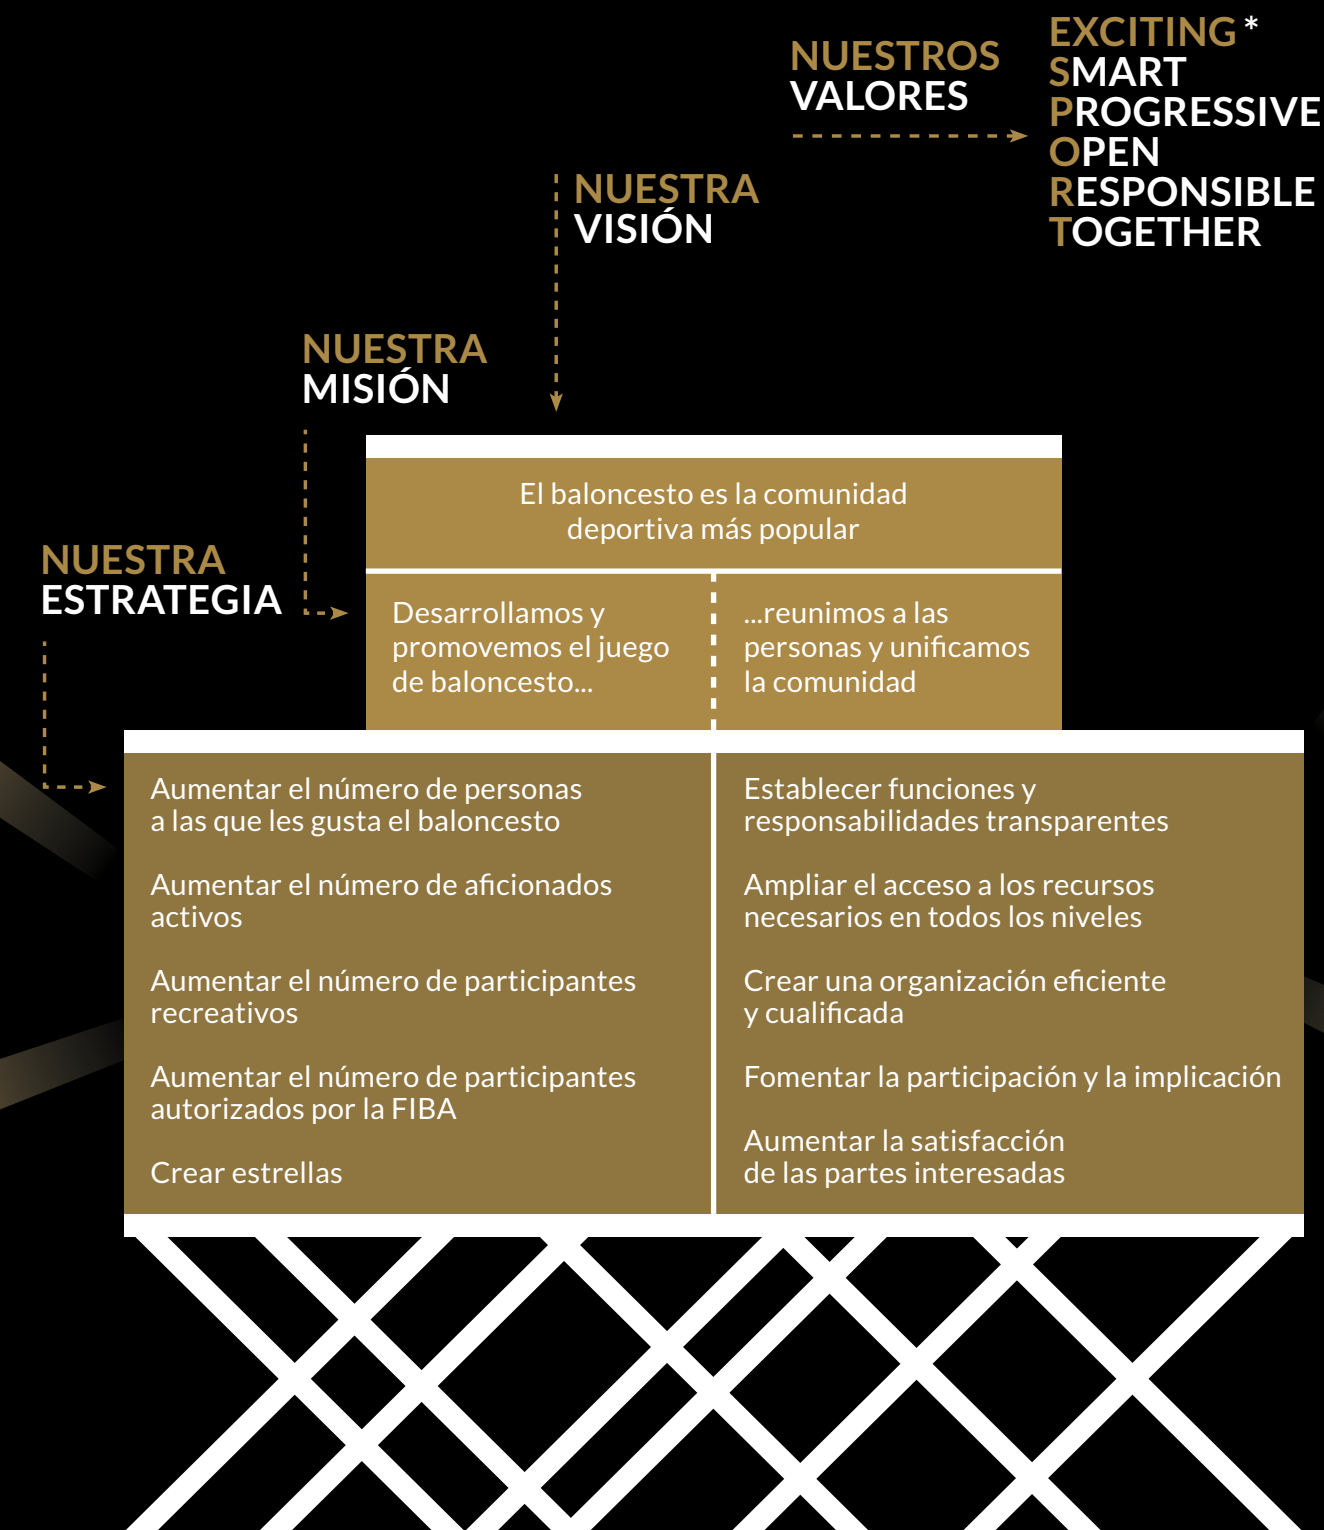 NUESTROS
VALORES
EXCITING*
SMART
PROGRESSIVE
OPEN
RESPONSIBLE
TOGETHER
NUESTRA
VISIÓN
NUESTRA
MISIÓN
NUESTRA
ESTRATEGIA
El baloncesto es la comunidad
deportiva más popular
Desarrollamos y
promovemos el juego
de baloncesto...
...reunimos a las
personas y unificamos
la comunidad
Aumentar el número de personas
a las que les gusta el baloncesto
Aumentar el número de aficionados
activos
Aumentar el número de participantes
recreativos
Aumentar el número de participantes
autorizados por la FIBA
Crear estrellas
Establecer funciones y
responsabilidades transparentes
Ampliar el acceso a los recursos
necesarios en todos los niveles
Crear una organización eficiente
y cualificada
Fomentar la participación y la implicación
Aumentar la satisfacción
de las partes interesadas